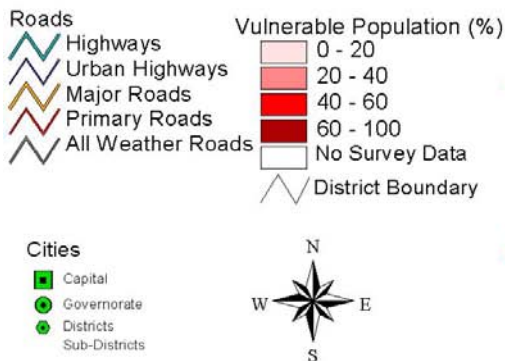 Roads
Highways
Urban Highways
Major Roads
Primary Roads
All Weather Roads
Vulnerable Population (%)
0 - 20
20 - 40
40 - 60
60 - 100
No Survey Data
District Boundary
Cities
Capital
Governorate
Districts
Sub-Districts
N
W E
S